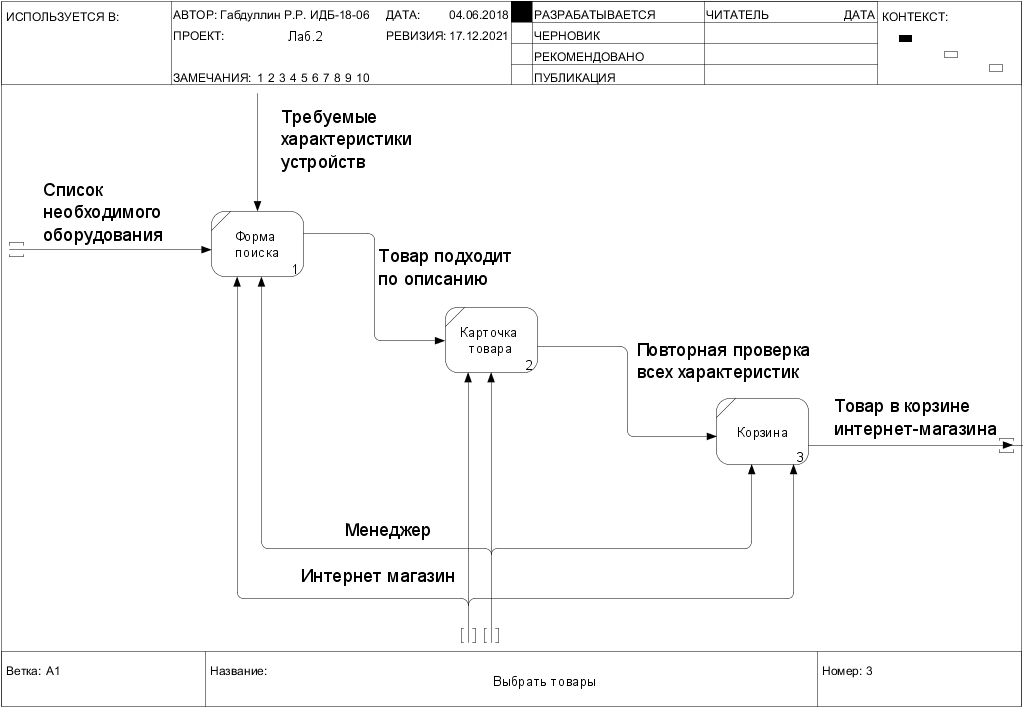 ИСПОЛЬЗУЕТСЯ В:
АВТОР: Габдуллин Р.Р. ИДБ-18-06
ДАТА: 04.06.2018
РАЗРАБАТЫВАЕТСЯ
ЧИТАТЕЛЬ
ДАТА
КОНТЕКСТ:
ПРОЕКТ: Лаб.2
РЕВИЗИЯ: 17.12.2021
ЧЕРНОВИК
РЕКОМЕНДОВАНО
ЗАМЕЧАНИЯ: 1 2 3 4 5 6 7 8 9 10
ПУБЛИКАЦИЯ
Требуемые
характеристики
устройств
Список
необходимого
оборудования
Форма
поиска
1
Товар подходит
по описанию
Карточка
товара
2
Повторная проверка
всех характеристик
Корзина
3
Товар в корзине
интернет-магазина
Менеджер
Интернет магазин
Ветка: А1
Название:
Выбрать товары
Номер: 3